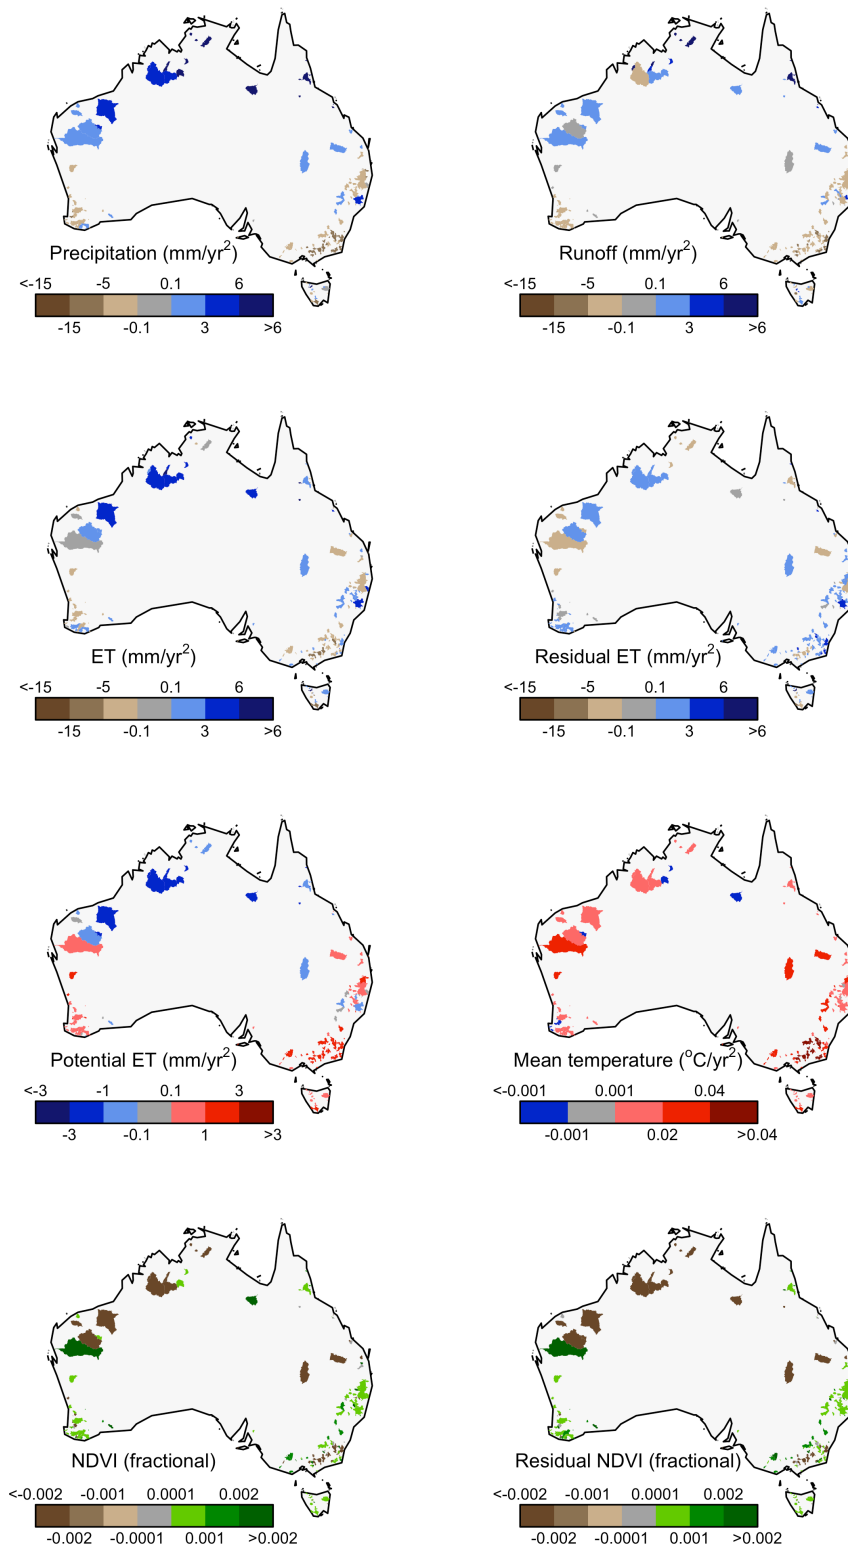 Precipitation (mm/yr²)
<-15 -5 0.1 6
-15 -0.1 3 >6
Runoff (mm/yr²)
<-15 -5 0.1 6
-15 -0.1 3 >6
ET (mm/yr²)
<-15 -5 0.1 6
-15 -0.1 3 >6
Residual ET (mm/yr²)
<-15 -5 0.1 6
-15 -0.1 3 >6
Potential ET (mm/yr²)
<-3 -1 0.1 3
-3 -0.1 1 >3
Mean temperature (°C/yr²)
<-0.001 0.001 0.04
-0.001 0.02 >0.04
NDVI (fractional)
<-0.002 -0.001 0.0001 0.002
-0.002 -0.0001 0.001 >0.002
Residual NDVI (fractional)
<-0.002 -0.001 0.0001 0.002
-0.002 -0.0001 0.001 >0.002